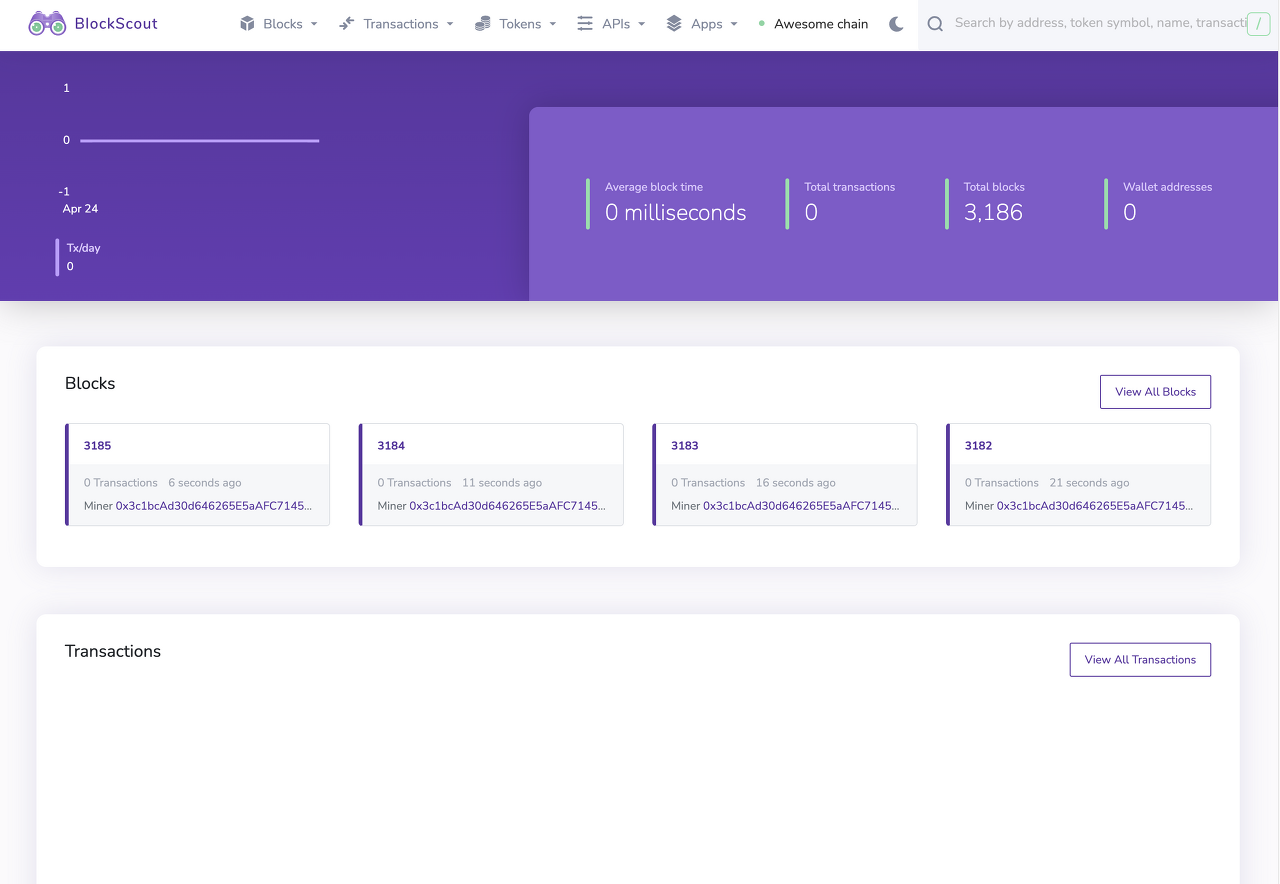 BlockScout
Blocks
Transactions
Tokens
APIs
Apps
Awesome chain
Search by address, token symbol, name, transacti
/
1
0
-1
Apr 24
Tx/day
0
Average block time
0 milliseconds
Total transactions
0
Total blocks
3,186
Wallet addresses
0
Blocks
View All Blocks
3185
0 Transactions 6 seconds ago
Miner 0x3c1bcAd30d646265E5aAFC7145...
3184
0 Transactions 11 seconds ago
Miner 0x3c1bcAd30d646265E5aAFC7145...
3183
0 Transactions 16 seconds ago
Miner 0x3c1bcAd30d646265E5aAFC7145...
3182
0 Transactions 21 seconds ago
Miner 0x3c1bcAd30d646265E5aAFC7145...
Transactions
View All Transactions